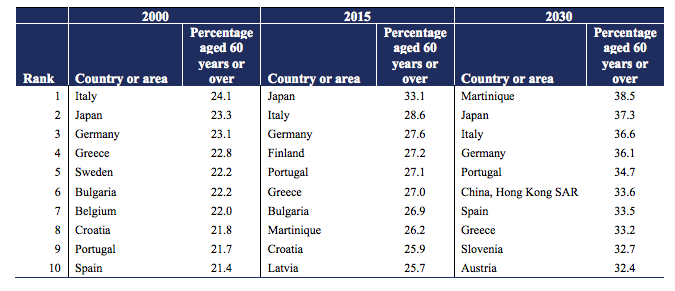 2000 2015 2030
Percentage Percentage Percentage
aged 60 aged 60 aged 60
years or years or years or
Rank Country or area over Country or area over Country or area over
1 Italy 24.1 Japan 33.1 Martinique 38.5
2 Japan 23.3 Italy 28.6 Japan 37.3
3 Germany 23.1 Germany 27.6 Italy 36.6
4 Greece 22.8 Finland 27.2 Germany 36.1
5 Sweden 22.2 Portugal 27.1 Portugal 34.7
6 Bulgaria 22.2 Greece 27.0 China, Hong Kong SAR 33.6
7 Belgium 22.0 Bulgaria 26.9 Spain 33.5
8 Croatia 21.8 Martinique 26.2 Greece 33.2
9 Portugal 21.7 Croatia 25.9 Slovenia 32.7
10 Spain 21.4 Latvia 25.7 Austria 32.4